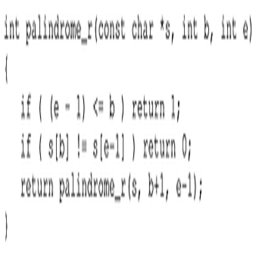 int palindrome_r(const char *s, int b, int e)
{
if ( (e - 1) <= b ) return 1;
if ( s[b] != s[e-1] ) return 0;
return palindrome_r(s, b+1, e-1);
}